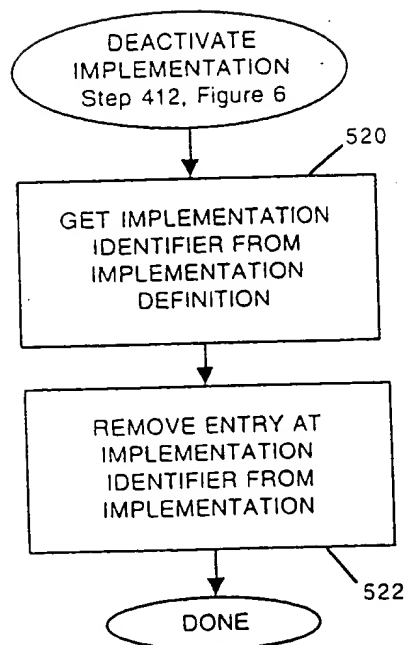 DEACTIVATE
IMPLEMENTATION
Step 412, Figure 6
520
GET IMPLEMENTATION
IDENTIFIER FROM
IMPLEMENTATION
DEFINITION
REMOVE ENTRY AT
IMPLEMENTATION
IDENTIFIER FROM
IMPLEMENTATION
522
DONE